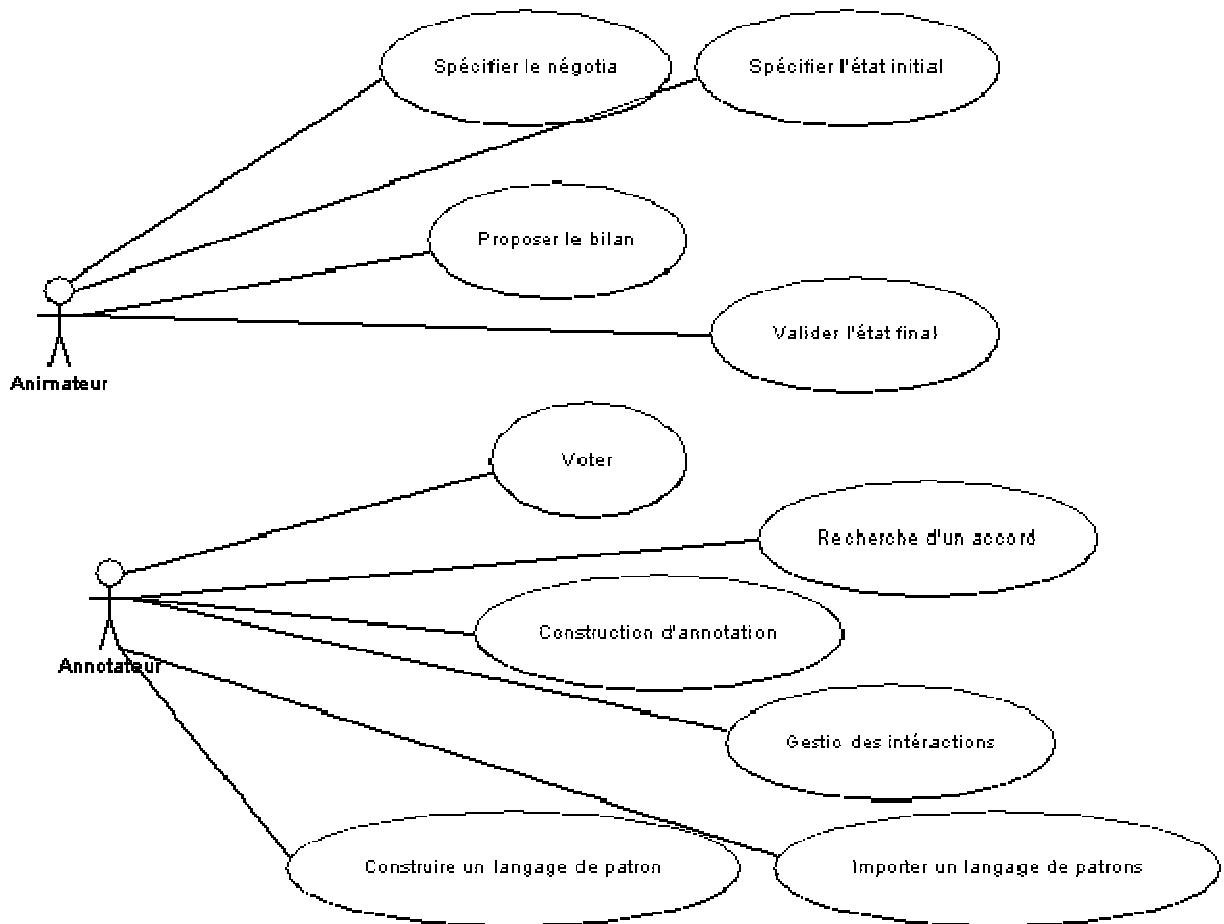 Spécifier le négotia
Spécifier l'état initial
Proposer le bilan
Valider l'état final
Animateur
Voter
Recherche d'un accord
Construction d'annotation
Annotateur
Gestio des intéractions
Construire un langage de patron
Importer un langage de patrons